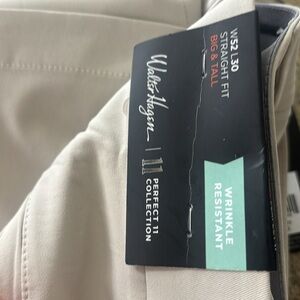 W52 L30
STRAIGHT FIT
BIG & TALL
Walter Hagen
11
PERFECT 11
COLLECTION
WRINKLE
RESISTANT